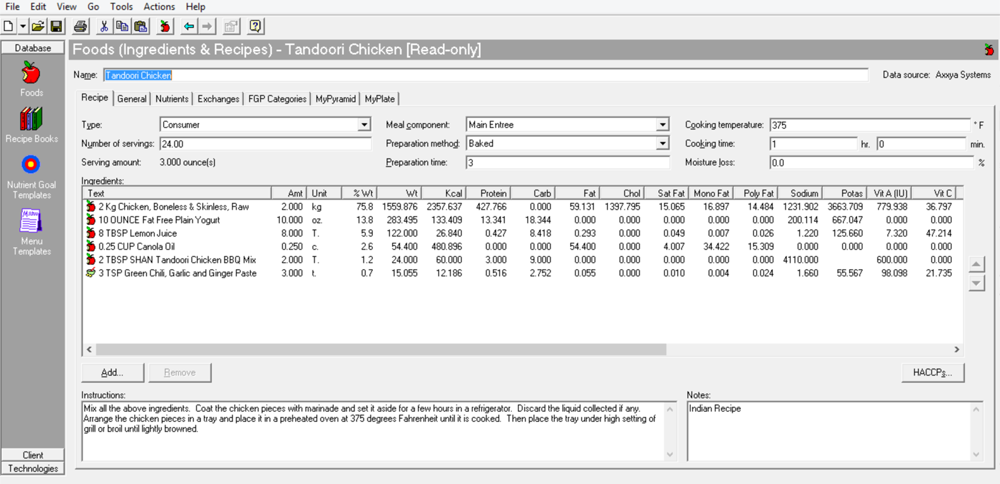 File Edit View Go Tools Actions Help
Database
Foods (Ingredients & Recipes) - Tandoori Chicken [Read-only]
Foods
Recipe Books
Nutrient Goal
Templates
Menu
Menu
Templates
Client
Technologies
Name: Tandoori Chicken Data source: Axxya Systems
Recipe General Nutrients Exchanges FGP Categories MyPyramid MyPlate
Type: Consumer Meal component: Main Entree Cooking temperature: 375 ° F
Number of servings: 24.00 Preparation method: Baked Cooking time: 1 hr. 0 min.
Serving amount: 3.000 ounce(s) Preparation time: 3 Moisture loss: 0.0 %
Ingredients:
Text Amt Unit % Wt Wt Kcal Protein Carb Fat Chol Sat Fat Mono Fat Poly Fat Sodium Potas Vit A (IU) Vit C
2 Kg Chicken, Boneless & Skinless, Raw 2.000 kg 75.8 1559.876 2357.637 427.766 0.000 59.131 1397.795 15.065 16.897 14.484 1231.902 3663.709 779.938 36.797
10 OUNCE Fat Free Plain Yogurt 10.000 oz. 13.8 283.495 133.409 13.341 18.344 0.000 0.000 0.000 0.000 0.000 200.114 667.047 0.000 0.000
8 TBSP Lemon Juice 8.000 T. 5.9 122.000 26.840 0.427 8.418 0.293 0.000 0.049 0.007 0.026 1.220 125.660 7.320 47.214
0.25 CUP Canola Oil 0.250 c. 2.6 54.400 480.896 0.000 0.000 54.400 0.000 4.007 34.422 15.309 0.000 0.000 0.000 0.000
2 TBSP SHAN Tandoori Chicken BBQ Mix 2.000 T. 1.2 24.000 60.000 3.000 9.000 0.000 0.000 0.000 0.000 0.000 4110.000 600.000 0.000
3 TSP Green Chili, Garlic and Ginger Paste 3.000 t. 0.7 15.055 12.186 0.516 2.752 0.055 0.000 0.010 0.004 0.024 1.660 55.567 98.098 21.735
Add... Remove HACCPs...
Instructions: Notes:
Mix all the above ingredients. Coat the chicken pieces with marinade and set it aside for a few hours in a refrigerator. Discard the liquid collected if any.
Arrange the chicken pieces in a tray and place it in a preheated oven at 375 degrees Fahrenheit until it is cooked. Then place the tray under high setting of
grill or broil until lightly browned.
Indian Recipe